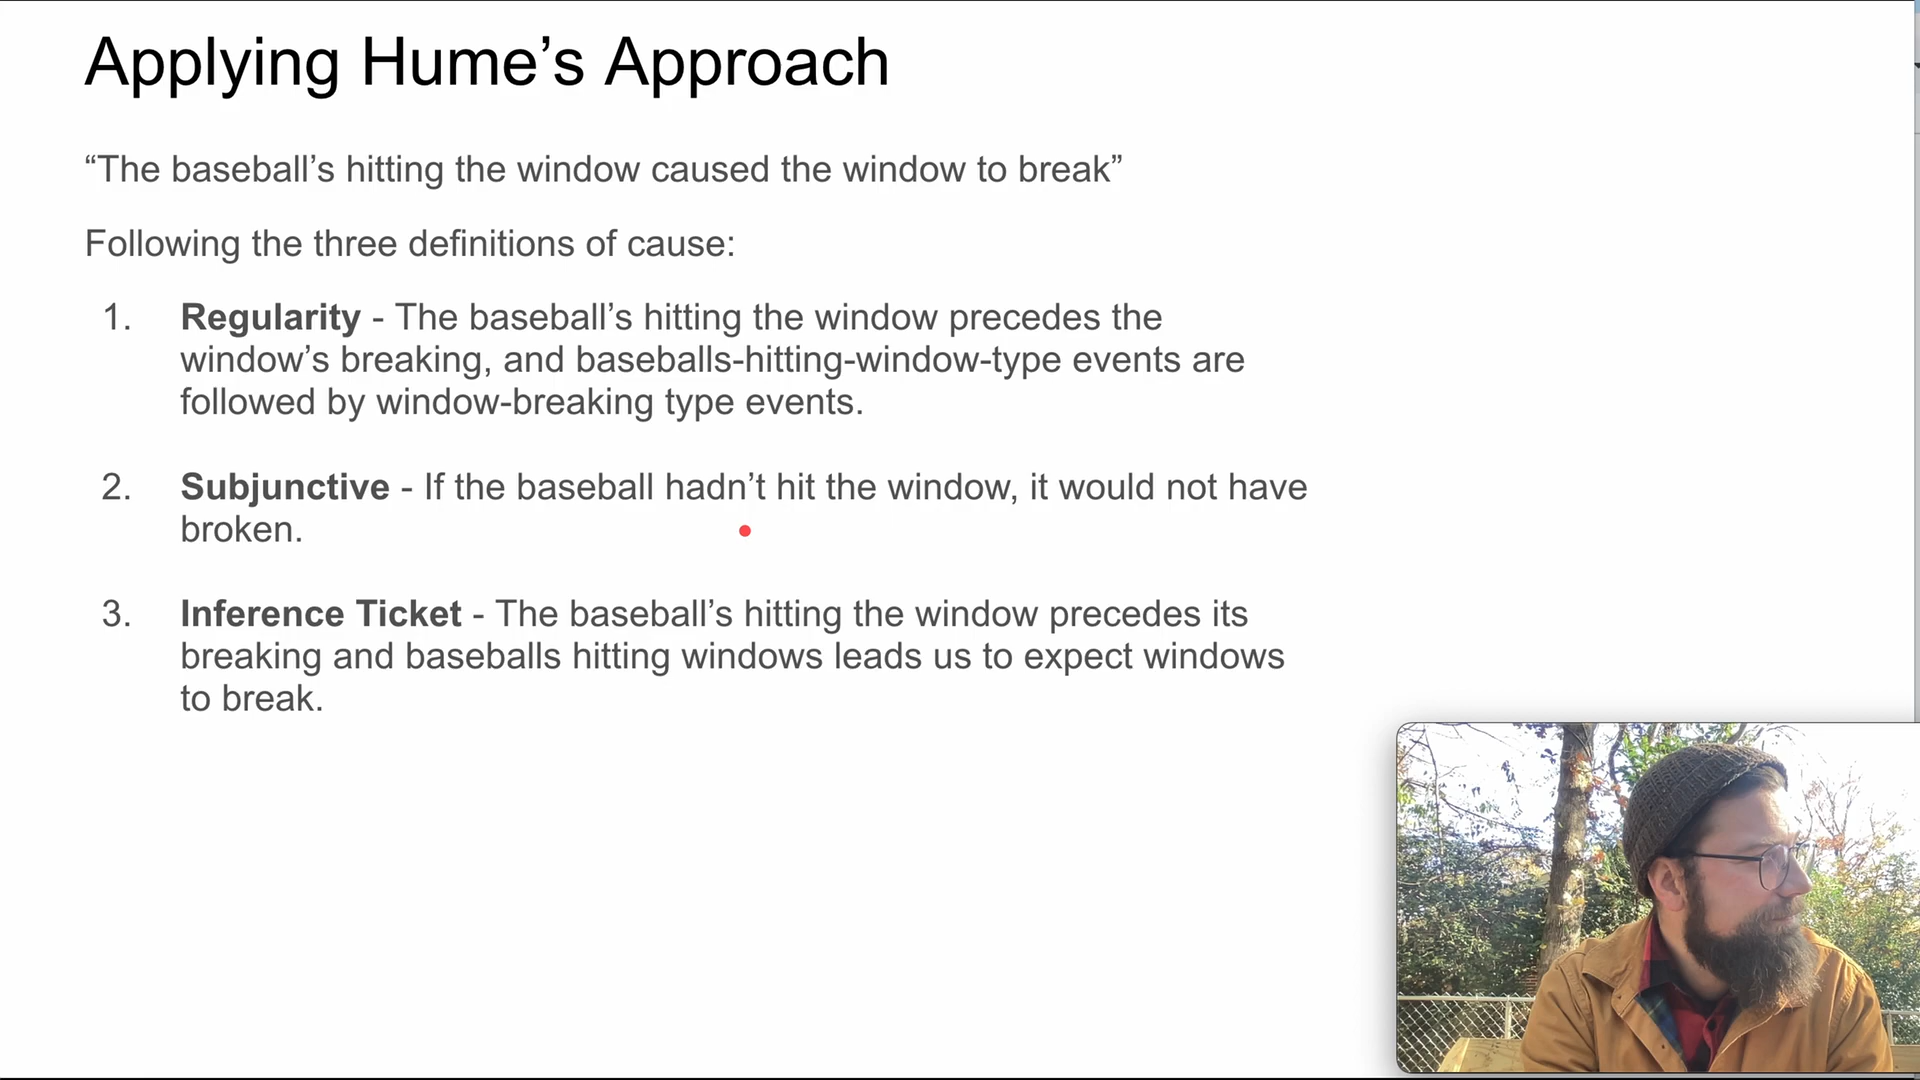 Applying Hume’s Approach
“The baseball’s hitting the window caused the window to break”
Following the three definitions of cause:
1. Regularity - The baseball’s hitting the window precedes the
window’s breaking, and baseballs-hitting-window-type events are
followed by window-breaking type events.
2. Subjunctive - If the baseball hadn’t hit the window, it would not have
broken.
3. Inference Ticket - The baseball’s hitting the window precedes its
breaking and baseballs hitting windows leads us to expect windows
to break.